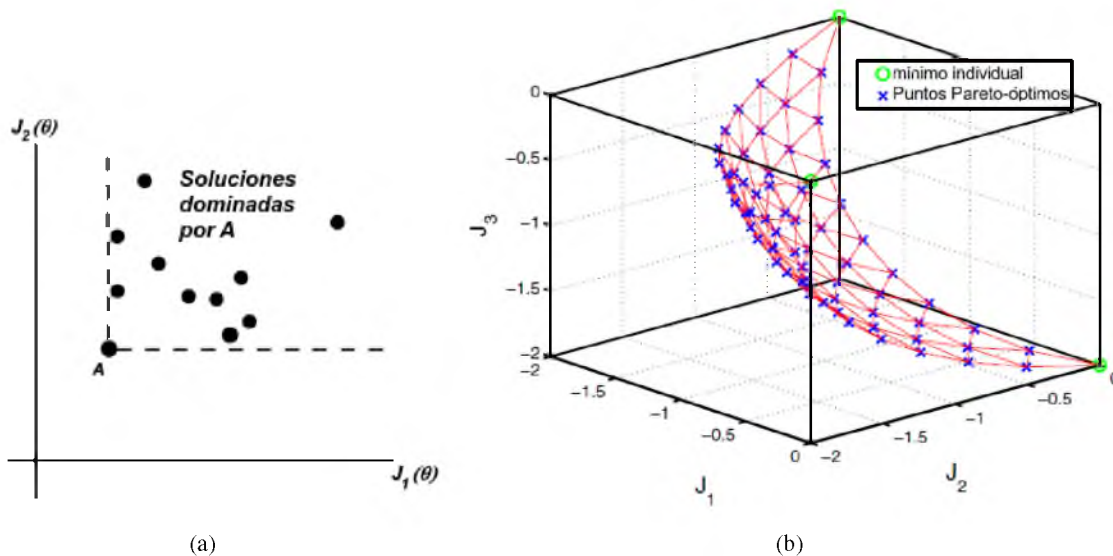 J₂(θ)
Soluciones
dominadas
por A
A
J₁(θ)
(a)
mínimo individual
Puntos Pareto-óptimos
0
−0.5
−1
−1.5
−2
J₃
−2
−1.5
−1
−0.5
0
J₁
−2
−1.5
−1
−0.5
0
J₂
(b)